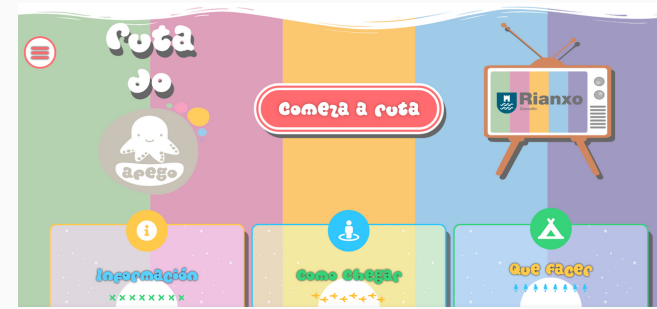 Ruta
do
apego
Comeza a ruta
Rianxo
Información
Como Chegar
Que facer